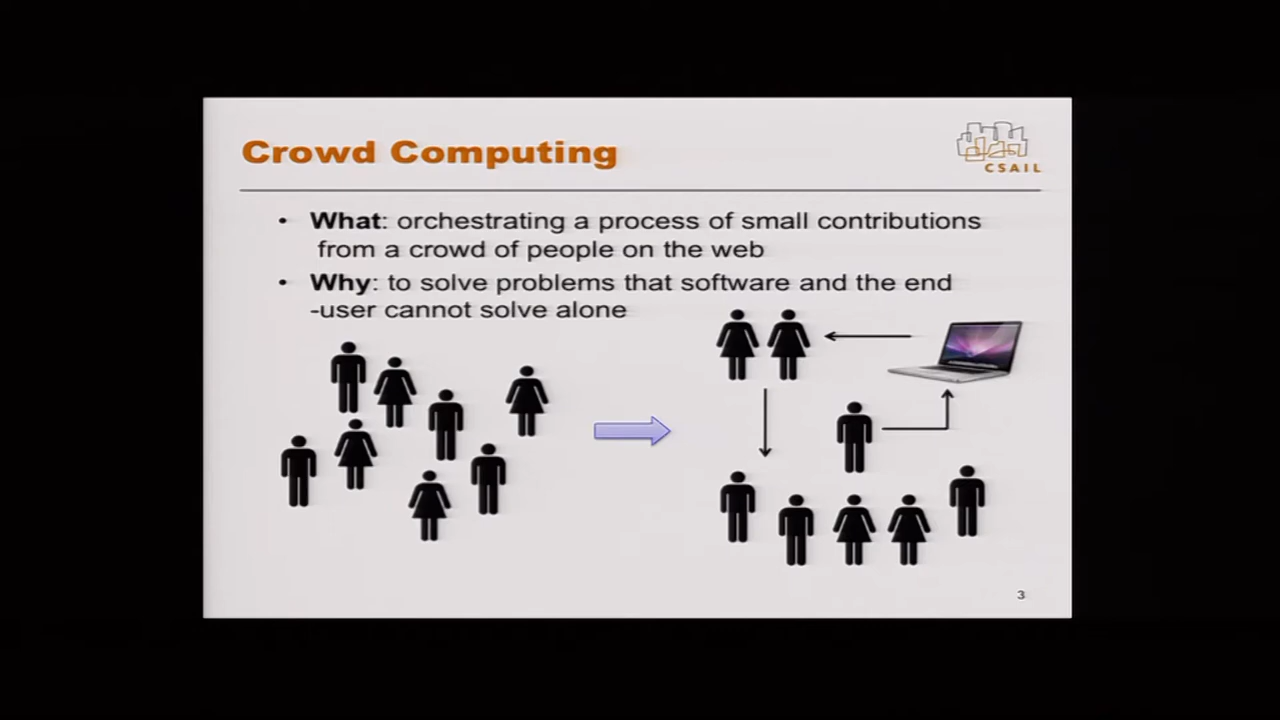 Crowd Computing
CSAIL
• What: orchestrating a process of small contributions
from a crowd of people on the web
• Why: to solve problems that software and the end
-user cannot solve alone
3